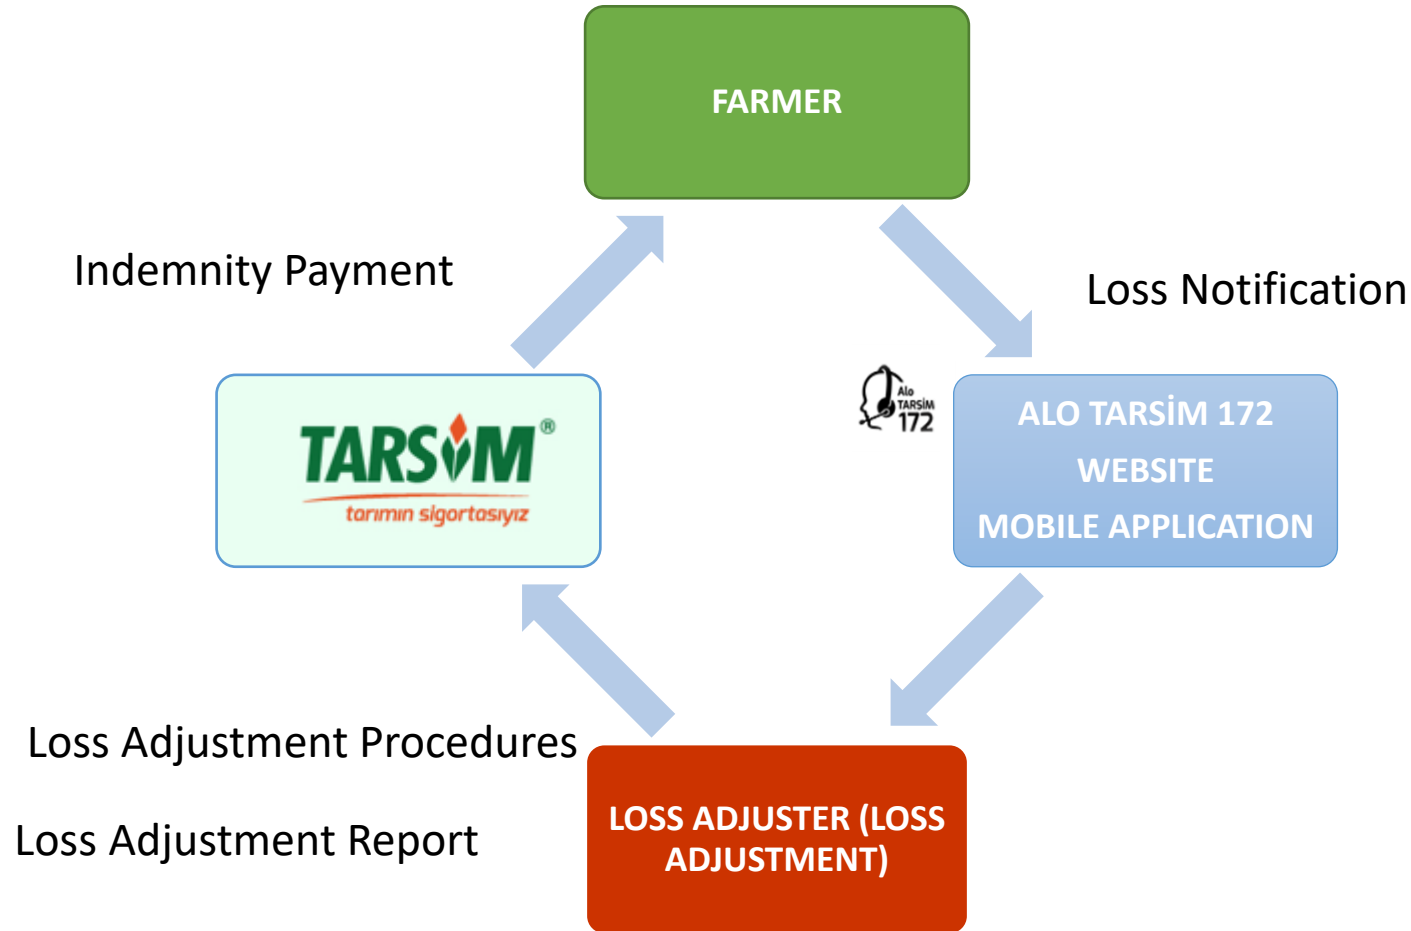 FARMER
Indemnity Payment
Loss Notification
TARSİM®
tarımın sigortasıyız
Alo
TARSİM
172
ALO TARSİM 172
WEBSITE
MOBILE APPLICATION
Loss Adjustment Procedures
Loss Adjustment Report
LOSS ADJUSTER (LOSS
ADJUSTMENT)